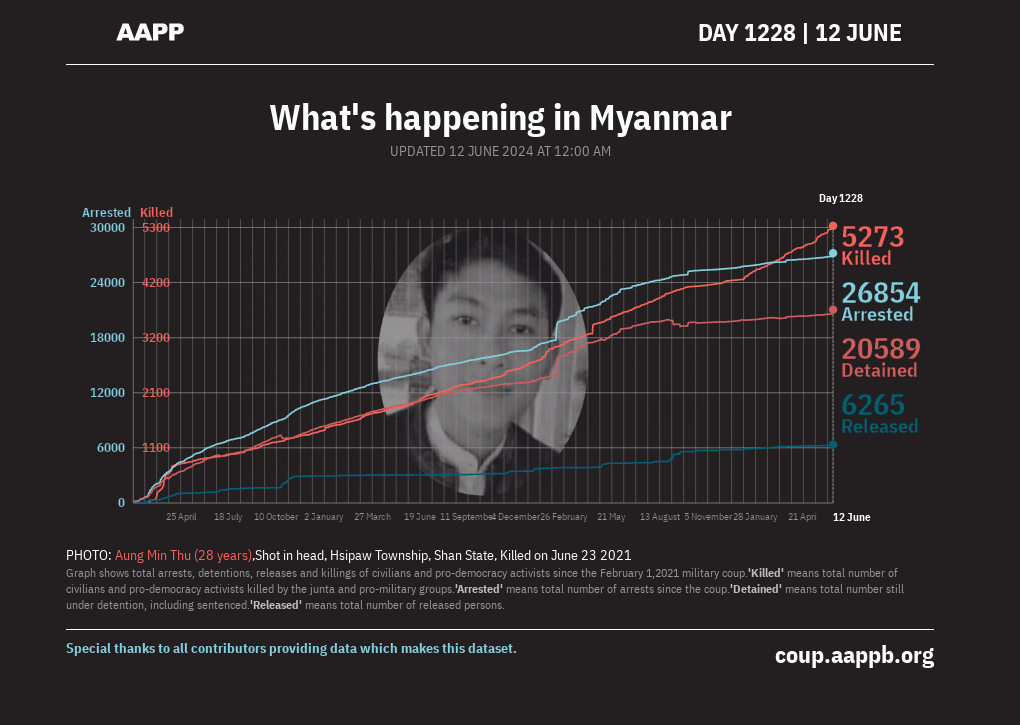 AAPP
DAY 1228 | 12 JUNE
What's happening in Myanmar
UPDATED 12 JUNE 2024 AT 12:00 AM
Day 1228
Arrested Killed
30000 5300
24000 4200
18000 3200
12000 2100
6000 1100
0
5273
Killed
26854
Arrested
20589
Detained
6265
Released
25 April 18 July 10 October 2 January 27 March 19 June 11 September 4 December 26 February 21 May 13 August 5 November 28 January 21 Apri 12 June
PHOTO: Aung Min Thu (28 years),Shot in head, Hsipaw Township, Shan State, Killed on June 23 2021
Graph shows total arrests, detentions, releases and killings of civilians and pro-democracy activists since the February 1,2021 military coup.'Killed' means total number of
civilians and pro-democracy activists killed by the junta and pro-military groups.'Arrested' means total number of arrests since the coup.'Detained' means total number still
under detention, including sentenced.'Released' means total number of released persons.
Special thanks to all contributors providing data which makes this dataset.
coup.aappb.org